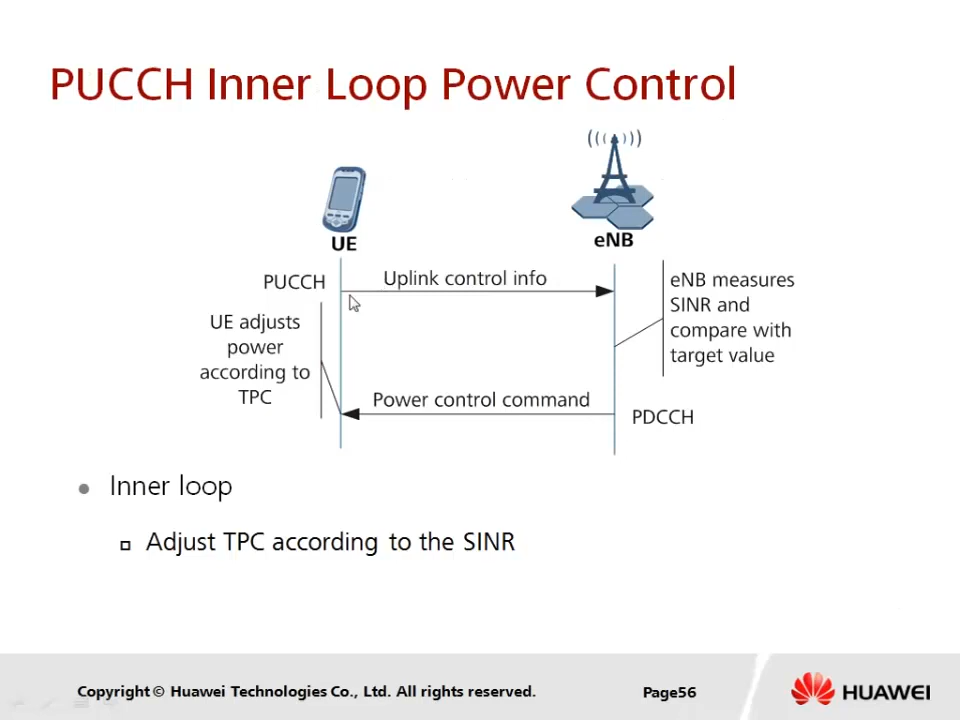 PUCCH Inner Loop Power Control
UE
eNB
PUCCH
Uplink control info
eNB measures
SINR and
compare with
target value
UE adjusts
power
according to
TPC
Power control command
PDCCH
Inner loop
Adjust TPC according to the SINR
Copyright © Huawei Technologies Co., Ltd. All rights reserved.
Page56
HUAWEI